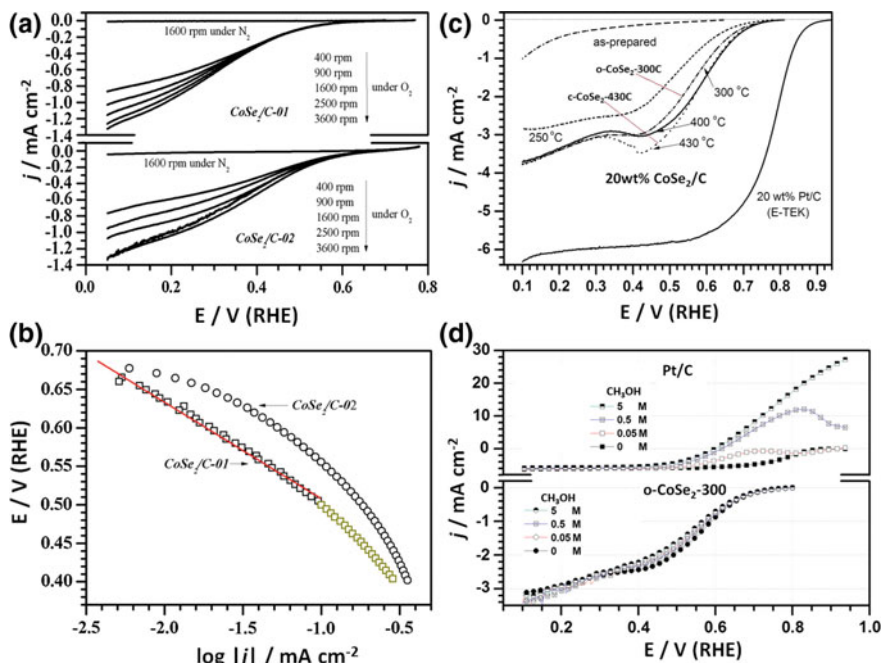 (a)
0.0
-0.2
-0.4
-0.6
-0.8
-1.0
-1.2
-1.4
1600 rpm under N2
400 rpm
900 rpm
1600 rpm
2500 rpm
3600 rpm
under O2
CoSe2/C-01
j / mA cm-2
0.0
-0.2
-0.4
-0.6
-0.8
-1.0
-1.2
-1.4
1600 rpm under N2
400 rpm
900 rpm
1600 rpm
2500 rpm
3600 rpm
under O2
CoSe2/C-02
0.0 0.2 0.4 0.6 0.8
E / V (RHE)
(c)
0
-1
-2
-3
-4
-5
-6
j / mA cm-2
as-prepared
o-CoSe2-300C
c-CoSe2-430C
300 °C
250 °C
400 °C
430 °C
20wt% CoSe2/C
20 wt% Pt/C
(E-TEK)
0.1 0.2 0.3 0.4 0.5 0.6 0.7 0.8 0.9
E / V (RHE)
(b)
0.70
0.65
0.60
0.55
0.50
0.40
E / V (RHE)
CoSe2/C-02
CoSe2/C-01
-2.5 -2.0 -1.5 -1.0 -0.5
log |j| / mA cm-2
(d)
30
20
10
0
Pt/C
CH3OH
5 M
0.5 M
0.05 M
0 M
j / mA cm-2
0
-1
-2
-3
o-CoSe2-300
CH3OH
5 M
0.5 M
0.05 M
0 M
0.2 0.4 0.6 0.8 1.0
E / V (RHE)